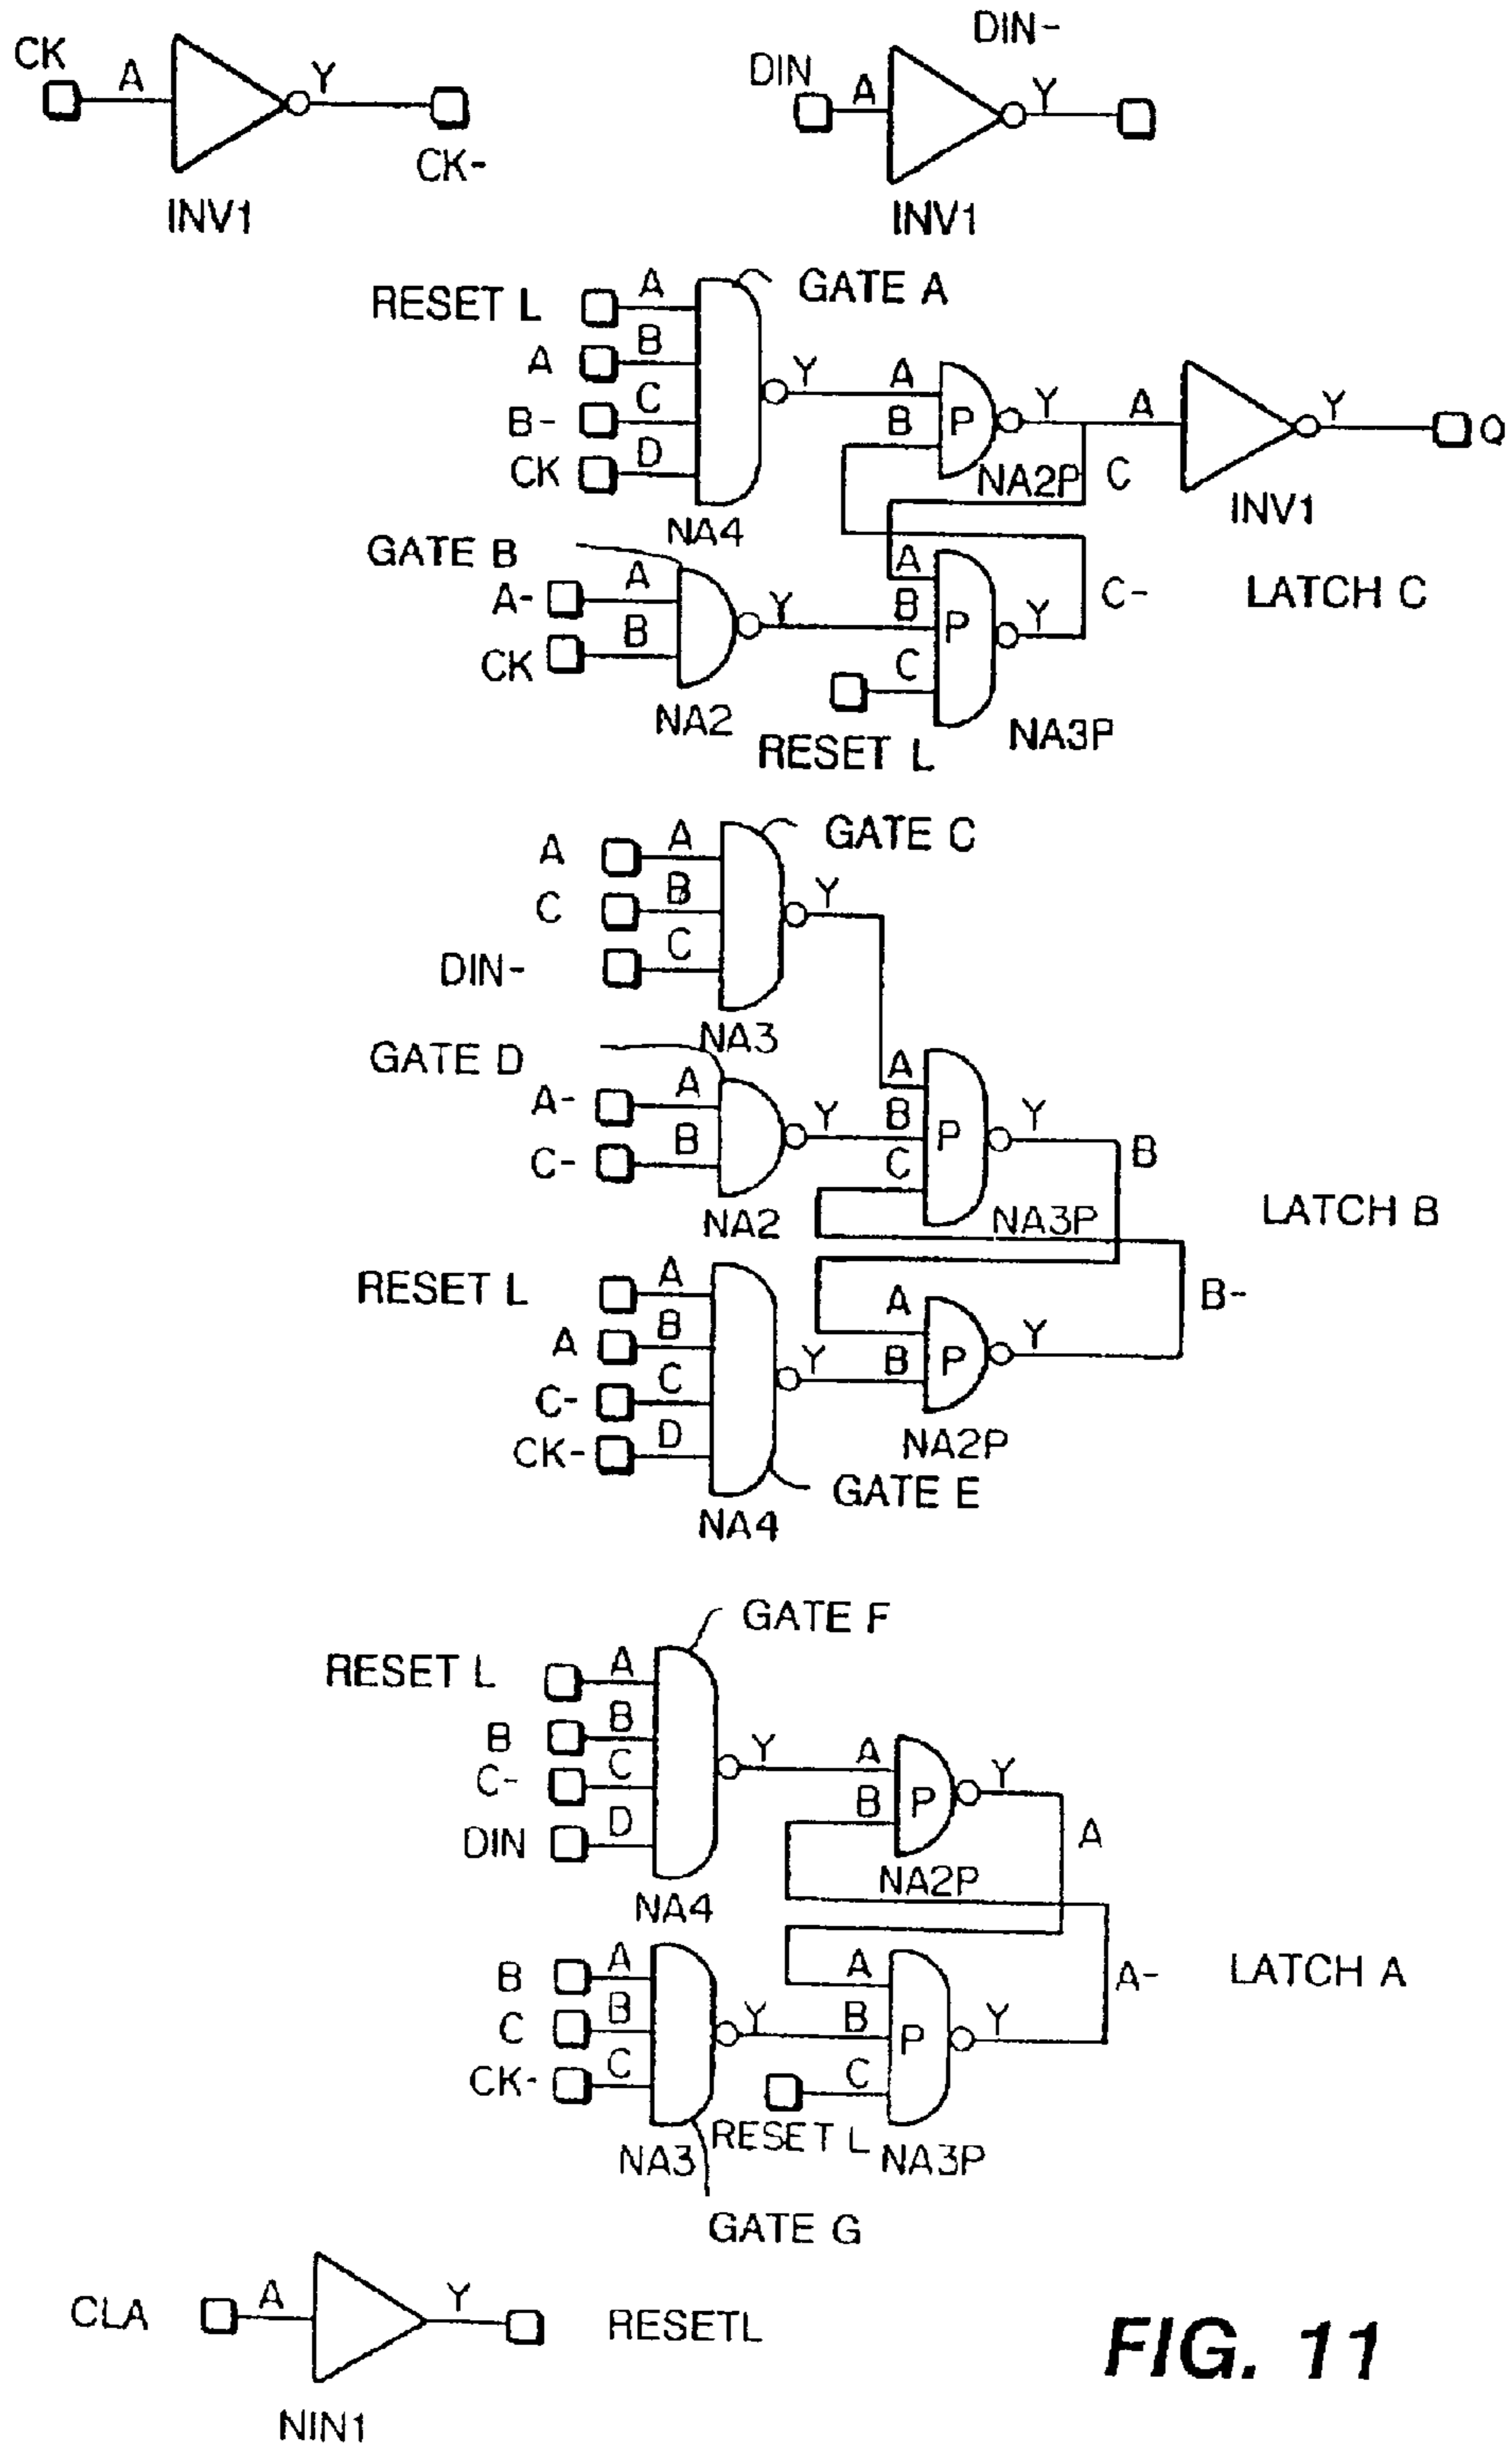 CK A Y CK-
INV1
DIN A DIN- Y
INV1
RESET L A GATE A
A B
B- C
CK D
Y A
B P Y
NA4
NA2P
C
A Y Q
INV1
GATE B
A- A
CK B
Y
NA2
A
B P Y
C
RESET L
NA3P
C-
LATCH C
A A GATE C
C B
DIN- C
Y
NA3
GATE D
A- A
C- B
Y
NA2
A
B P Y
C
NA3P
B
LATCH B
RESET L A
A B
C- C
CK- D
Y
A
B P Y
B-
NA2P
NA4
GATE E
GATE F
RESET L A
B B
C- C
DIN D
Y A
B P Y
A
NA4
NA2P
B A
C B
CK- C
Y
A
B P Y
C
A-
LATCH A
NA3
RESET L
NA3P
GATE G
CLA A Y RESETL
NIN1
FIG. 11